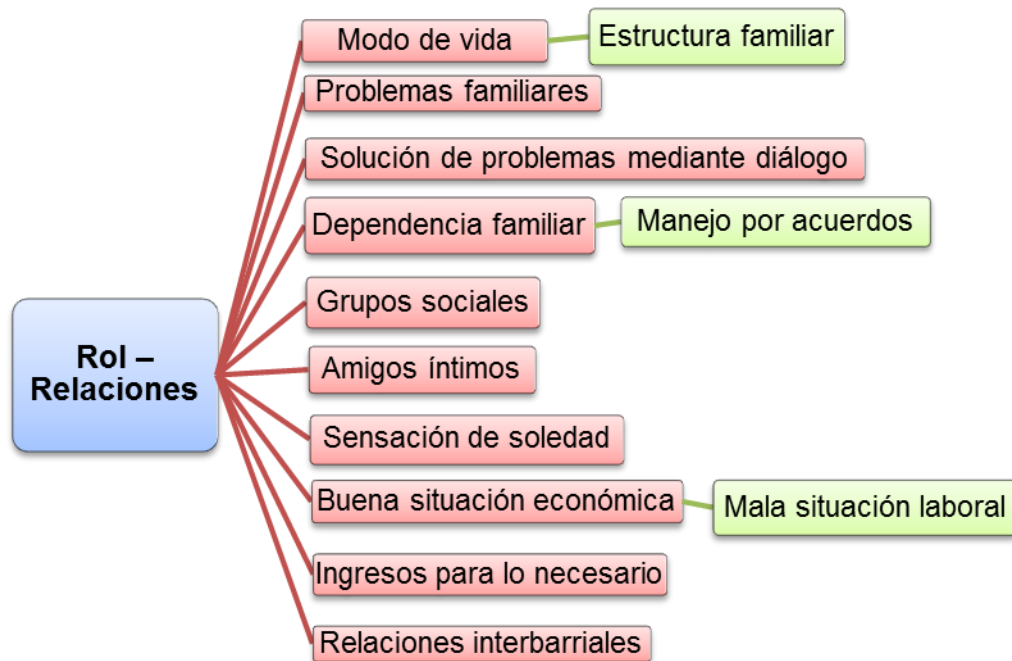 Modo de vida
Estructura familiar
Problemas familiares
Solución de problemas mediante diálogo
Dependencia familiar
Manejo por acuerdos
Grupos sociales
Rol –
Relaciones
Amigos íntimos
Sensación de soledad
Buena situación económica
Mala situación laboral
Ingresos para lo necesario
Relaciones interbarriales